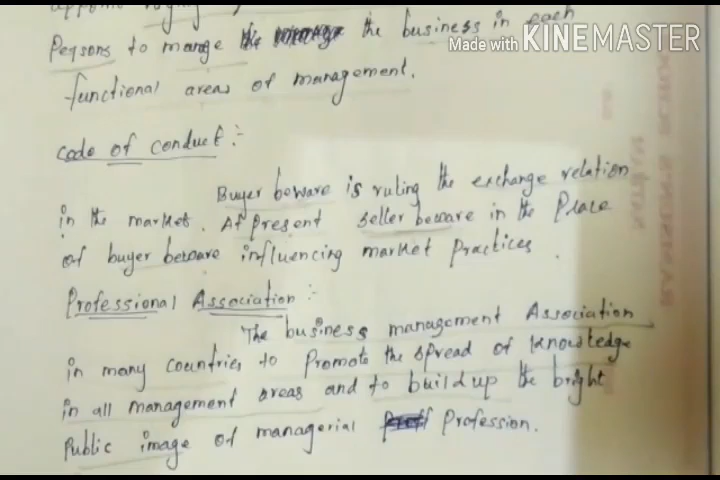 Made with KINEMASTER
Persons to mange the business in each
functional areas of management.
Code of conduct :-
Buyer beware is ruling the exchange relation
in the market. At present seller beware in the Place
of buyer beware influencing market Practices.
Professional Association :-
The business management Association
in many countries to Promote the spread of knowledge
in all management areas and to build up the bright
Public image of managerial Profession.